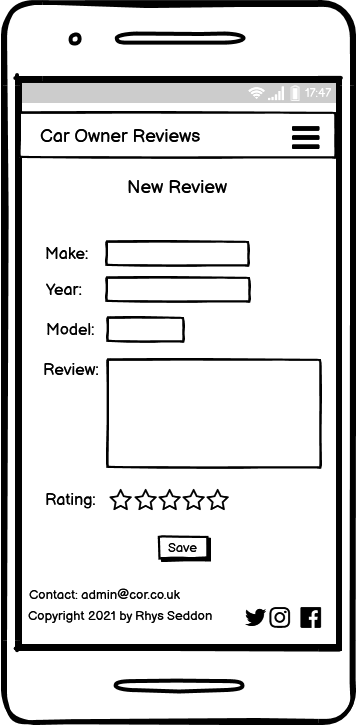 17:47
Car Owner Reviews
New Review
Make:
Year:
Model:
Review:
Rating:
Save
Contact: admin@cor.co.uk
Copyright 2021 by Rhys Seddon